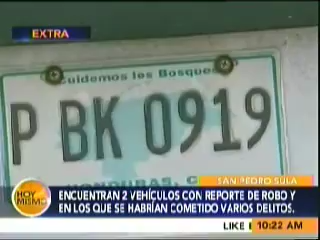 EXTRA
Cuidemos los Bosques
P BK 0919
HONDURAS, C.
SAN PEDRO SULA
HOY
MISMO
ENCUENTRAN 2 VEHÍCULOS CON REPORTE DE ROBO Y
EN LOS QUE SE HABRÍAN COMETIDO VARIOS DELITOS.
LIKE
10:22 AM